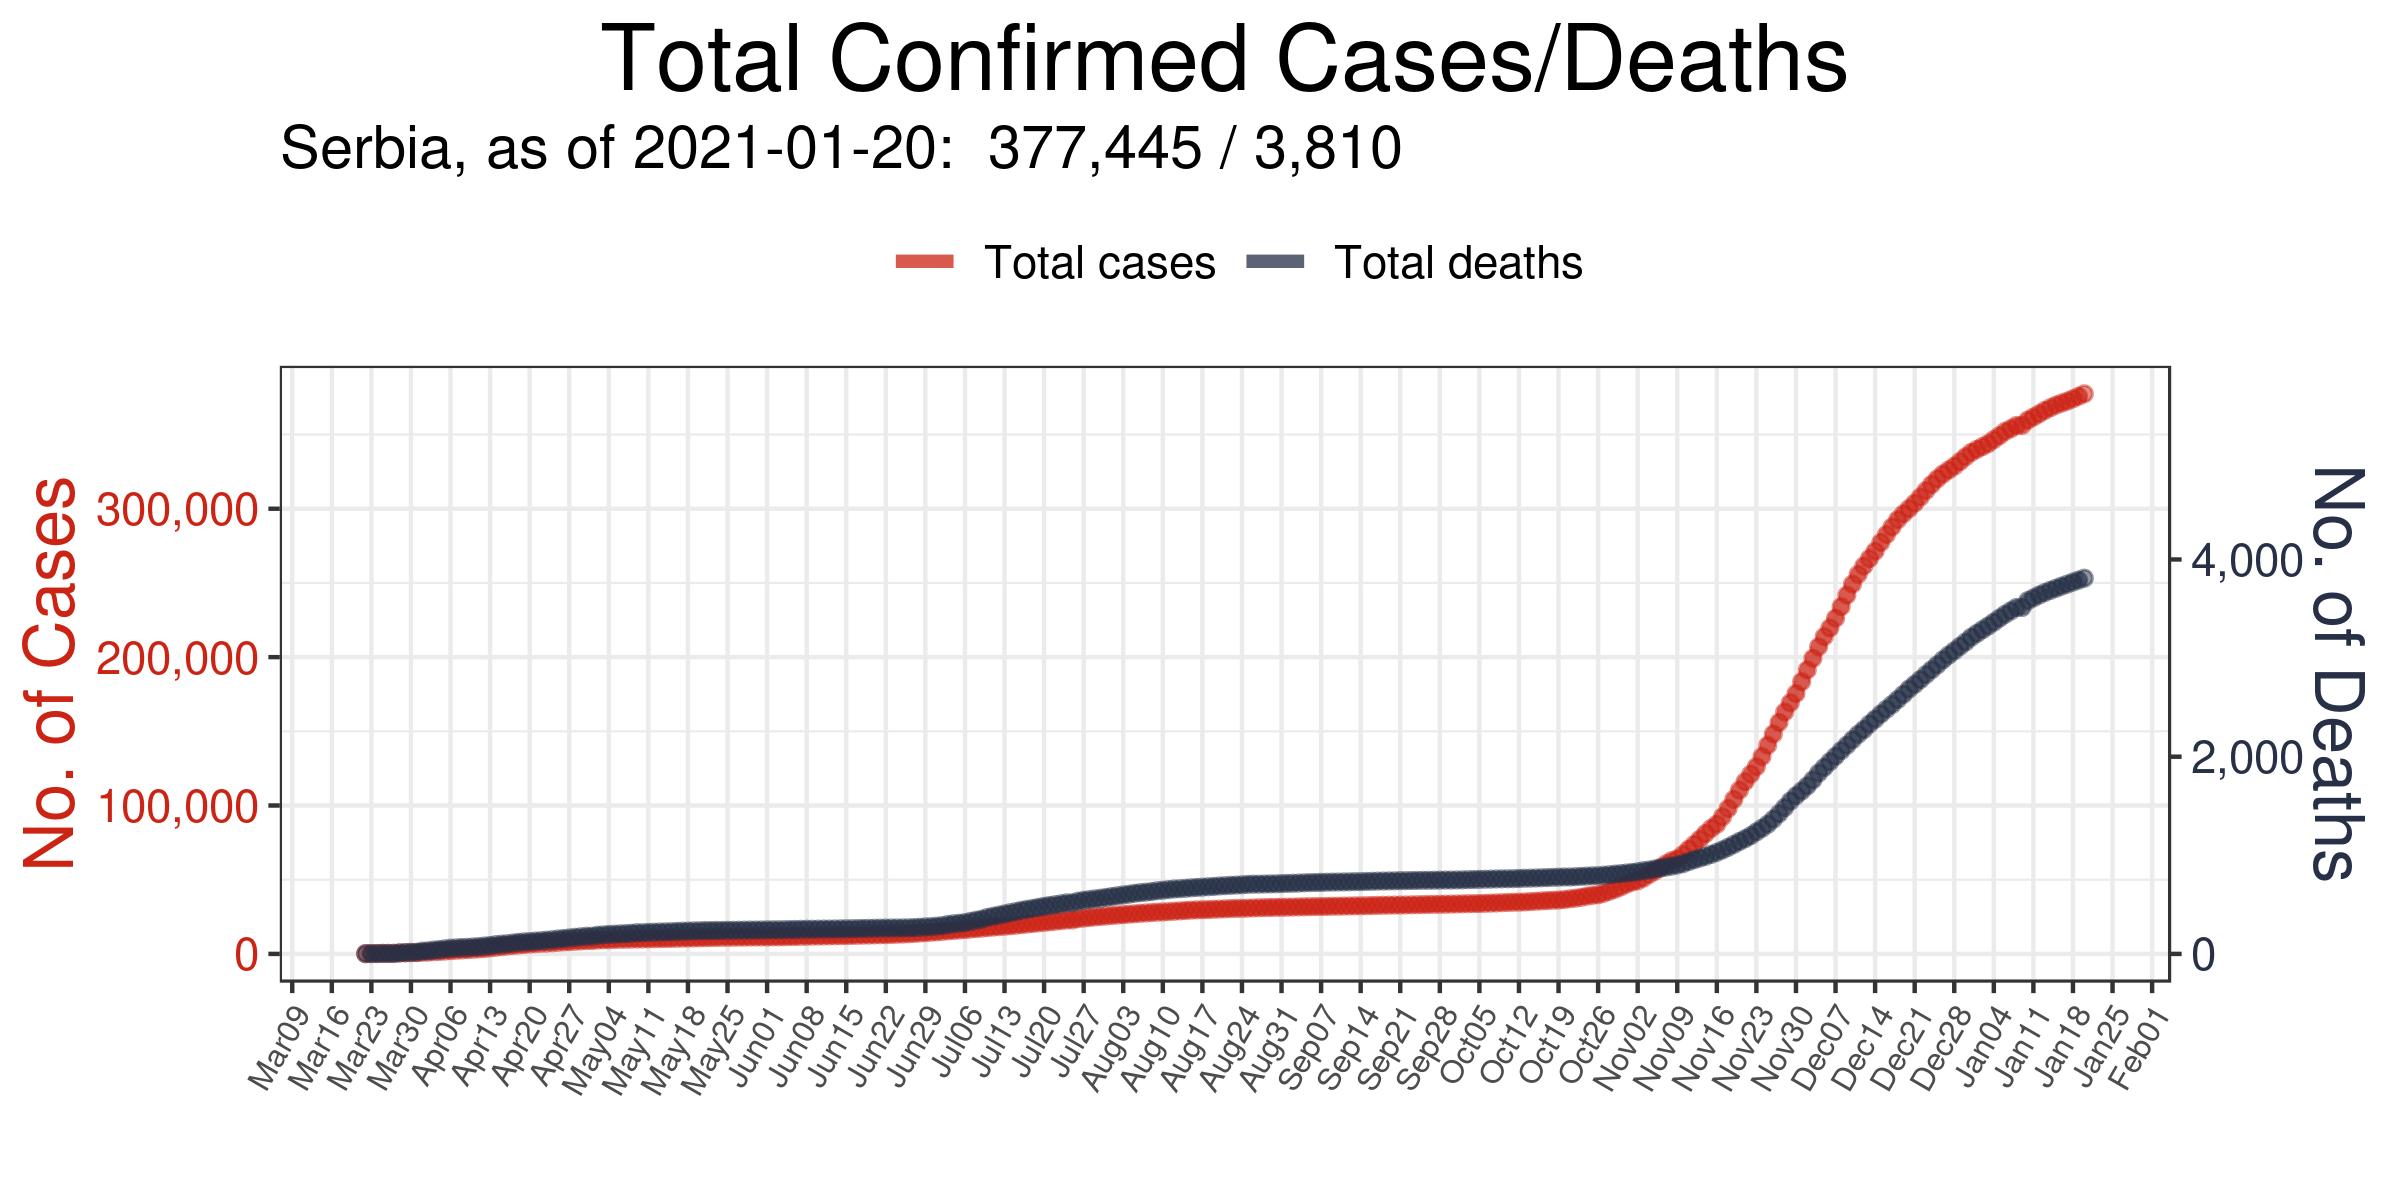 Total Confirmed Cases/Deaths
Serbia, as of 2021-01-20:  377,445 / 3,810
Total cases
Total deaths
No. of Cases
300,000
200,000
100,000
0
4,000
2,000
0
No. of Deaths
Mar09
Mar16
Mar23
Mar30
Apr06
Apr13
Apr20
Apr27
May04
May11
May18
May25
Jun01
Jun08
Jun15
Jun22
Jun29
Jul06
Jul13
Jul20
Jul27
Aug03
Aug10
Aug17
Aug24
Aug31
Sep07
Sep14
Sep21
Sep28
Oct05
Oct12
Oct19
Oct26
Nov02
Nov09
Nov16
Nov23
Nov30
Dec07
Dec14
Dec21
Dec28
Jan04
Jan11
Jan18
Jan25
Feb01